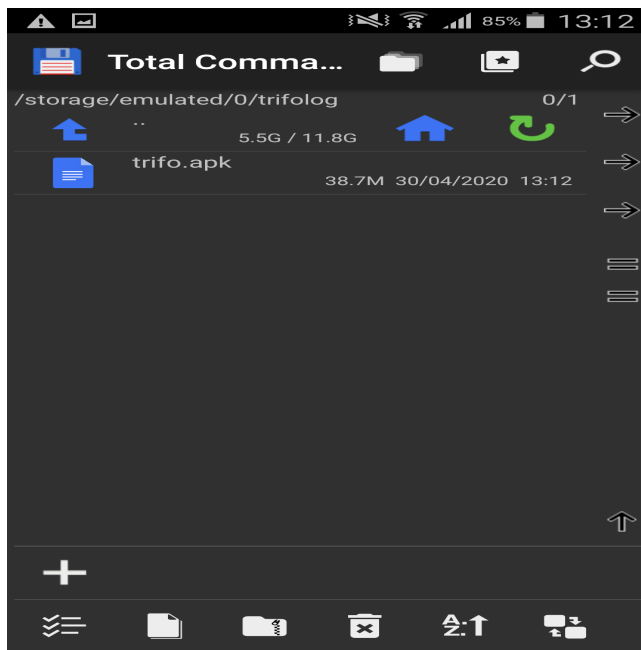 85% 13:12
Total Comma...
/storage/emulated/0/trifolog 0/1
..
5.5G / 11.8G
trifo.apk
38.7M 30/04/2020 13:12
A
Z: